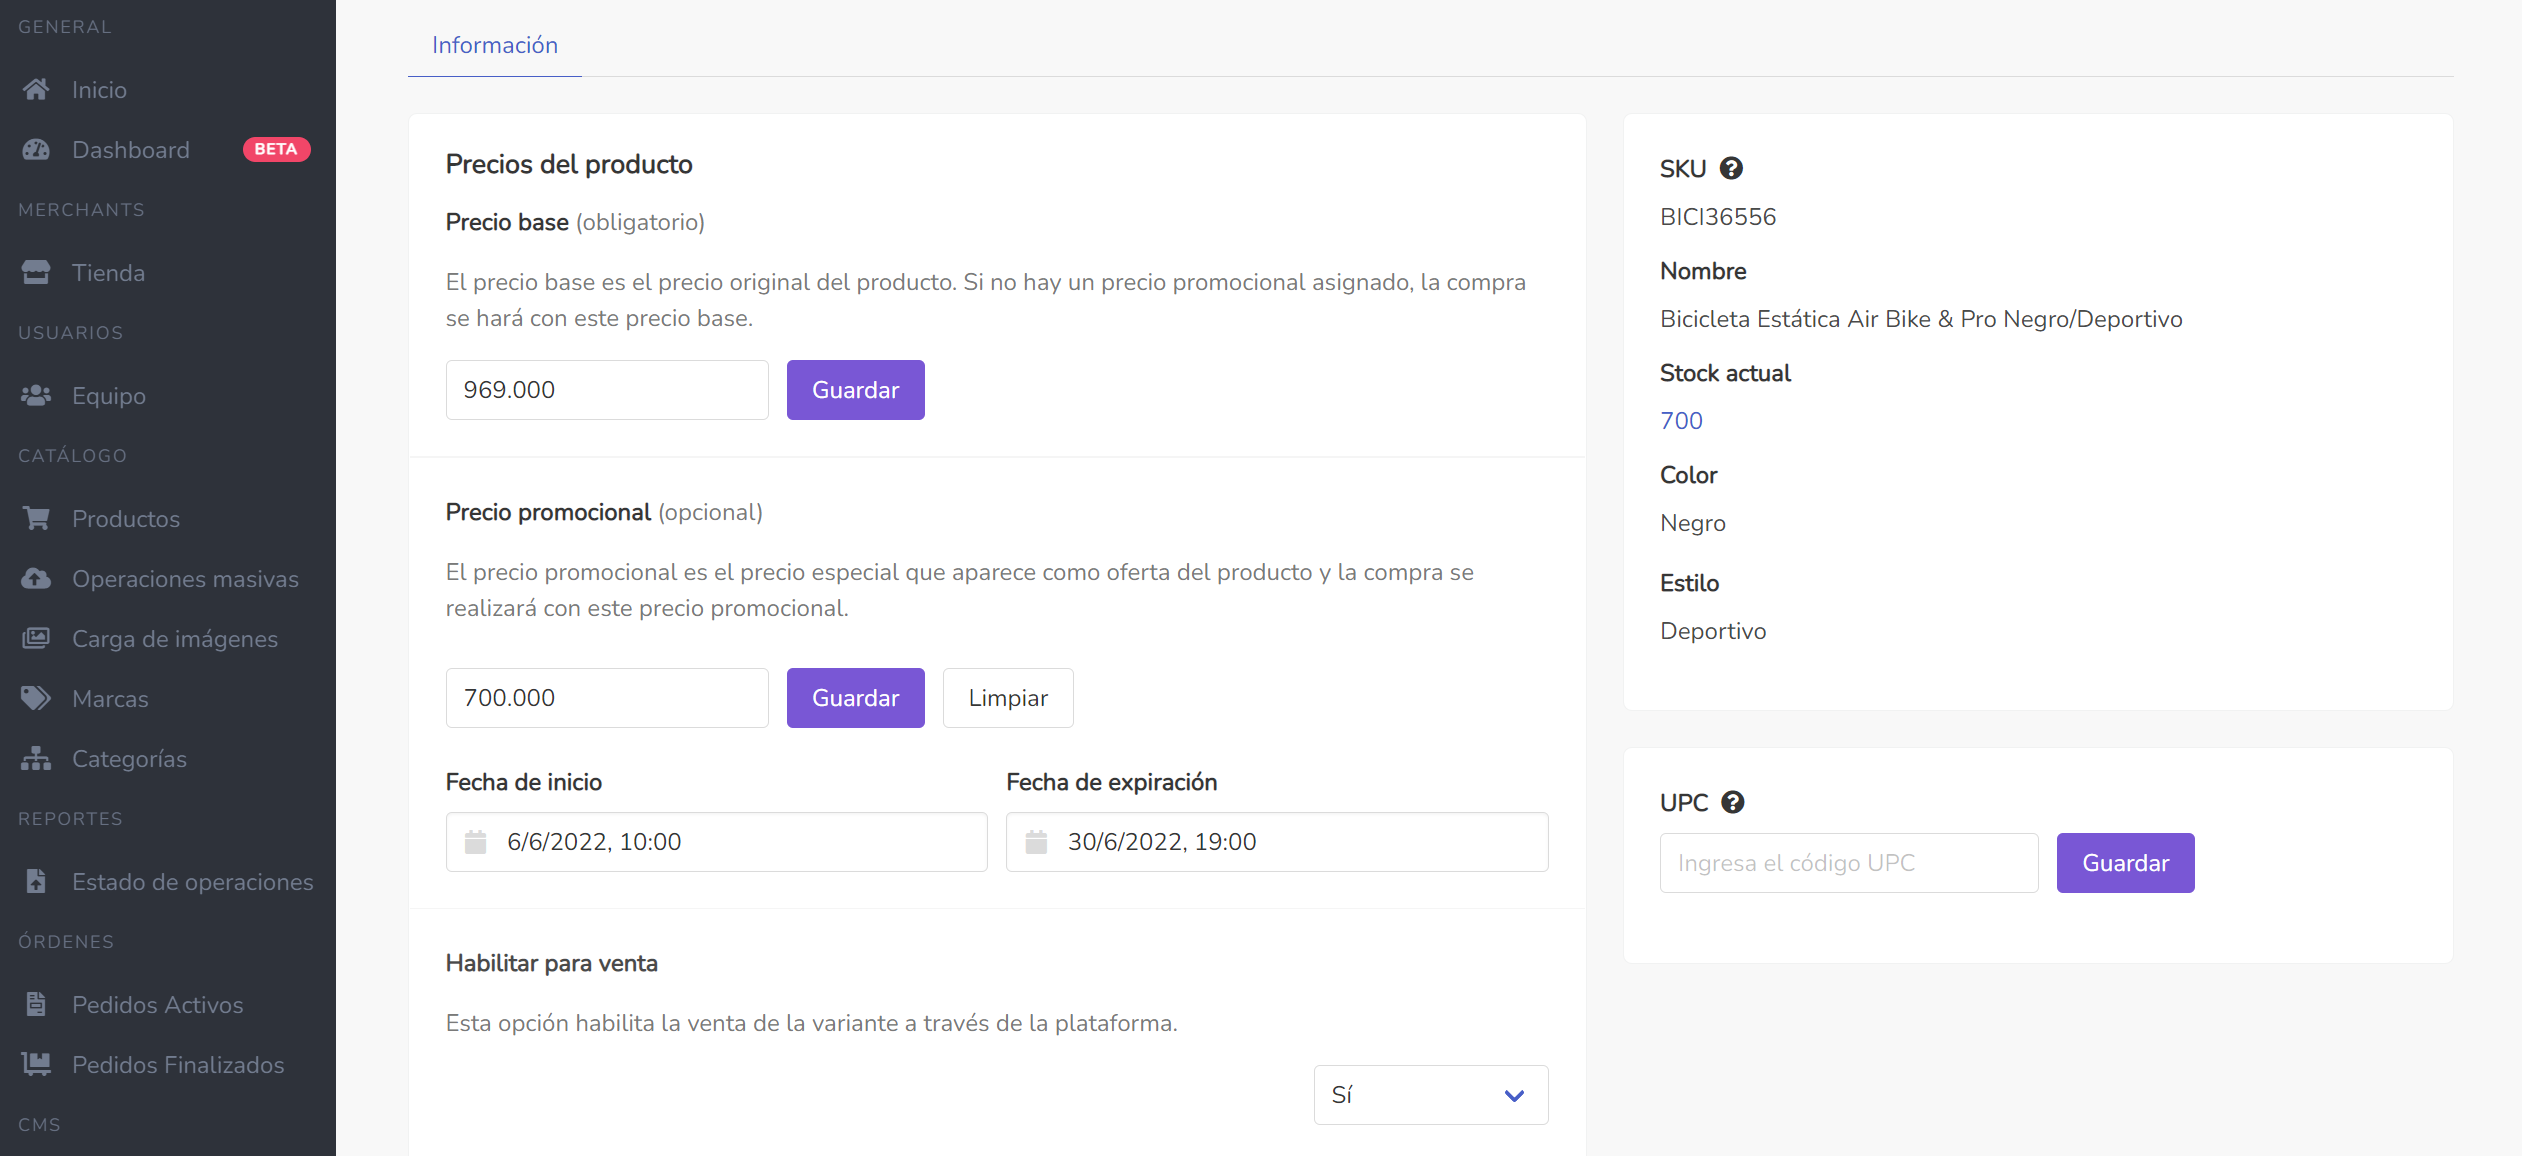 GENERAL
Inicio
Dashboard BETA
MERCHANTS
Tienda
USUARIOS
Equipo
CATÁLOGO
Productos
Operaciones masivas
Carga de imágenes
Marcas
Categorías
REPORTES
Estado de operaciones
ÓRDENES
Pedidos Activos
Pedidos Finalizados
CMS
Información
Precios del producto
Precio base (obligatorio)
El precio base es el precio original del producto. Si no hay un precio promocional asignado, la compra
se hará con este precio base.
969.000 Guardar
Precio promocional (opcional)
El precio promocional es el precio especial que aparece como oferta del producto y la compra se
realizará con este precio promocional.
700.000 Guardar Limpiar
Fecha de inicio Fecha de expiración
6/6/2022, 10:00 30/6/2022, 19:00
Habilitar para venta
Esta opción habilita la venta de la variante a través de la plataforma.
Sí
SKU ?
BICI36556
Nombre
Bicicleta Estática Air Bike & Pro Negro/Deportivo
Stock actual
700
Color
Negro
Estilo
Deportivo
UPC ?
Ingresa el código UPC Guardar